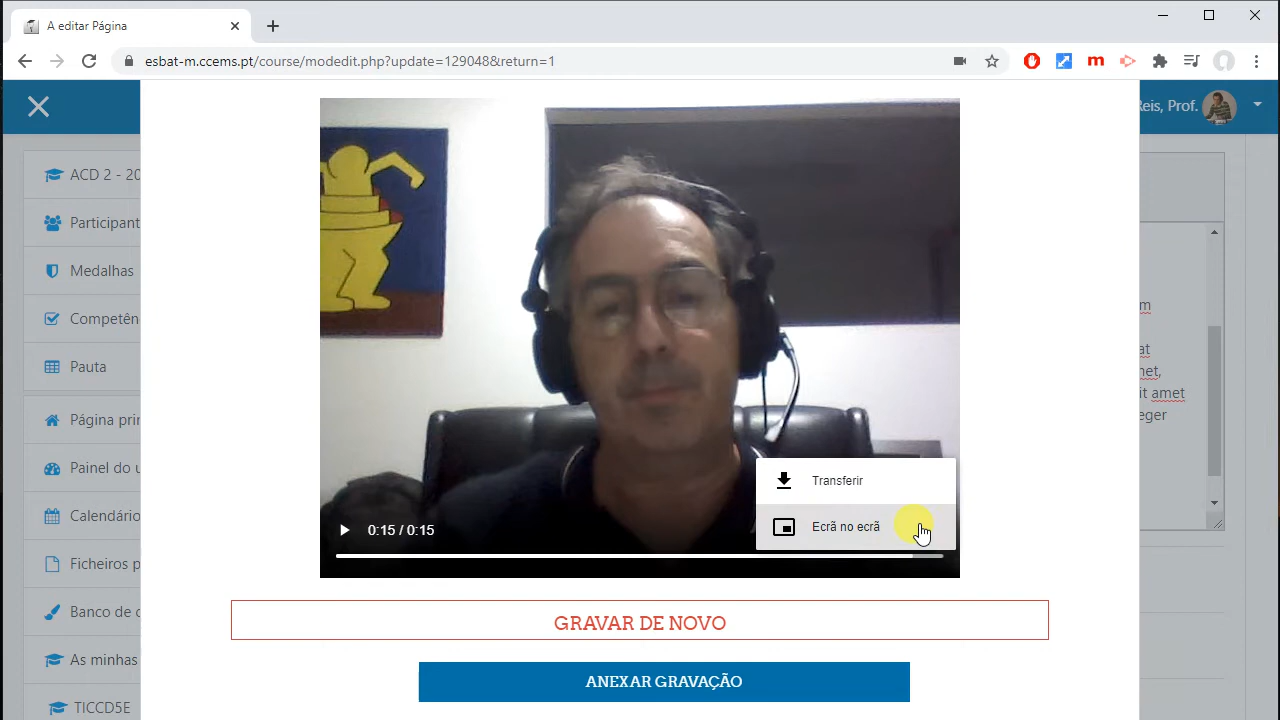 A editar Página
esbat-m.ccems.pt/course/modedit.php?update=129048&return=1
m
Reis, Prof.
ACD 2 - 20
Participant
Medalhas
Competên
Pauta
Página prin
Painel do u
Calendário
Ficheiros p
Banco de c
As minhas
TICCD5E
m
at
net,
it amet
eger
Transferir
Ecrã no ecrã
0:15 / 0:15
GRAVAR DE NOVO
ANEXAR GRAVAÇÃO